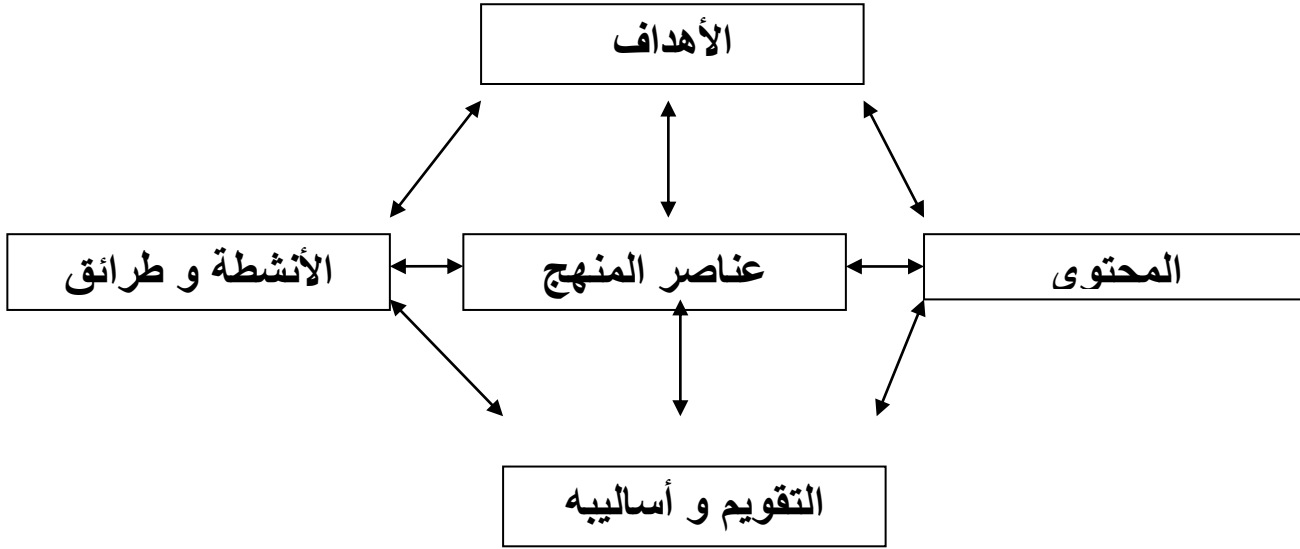 الأهداف
المحتوى
عناصر المنهج
الأنشطة و طرائق
التقويم و أساليبه